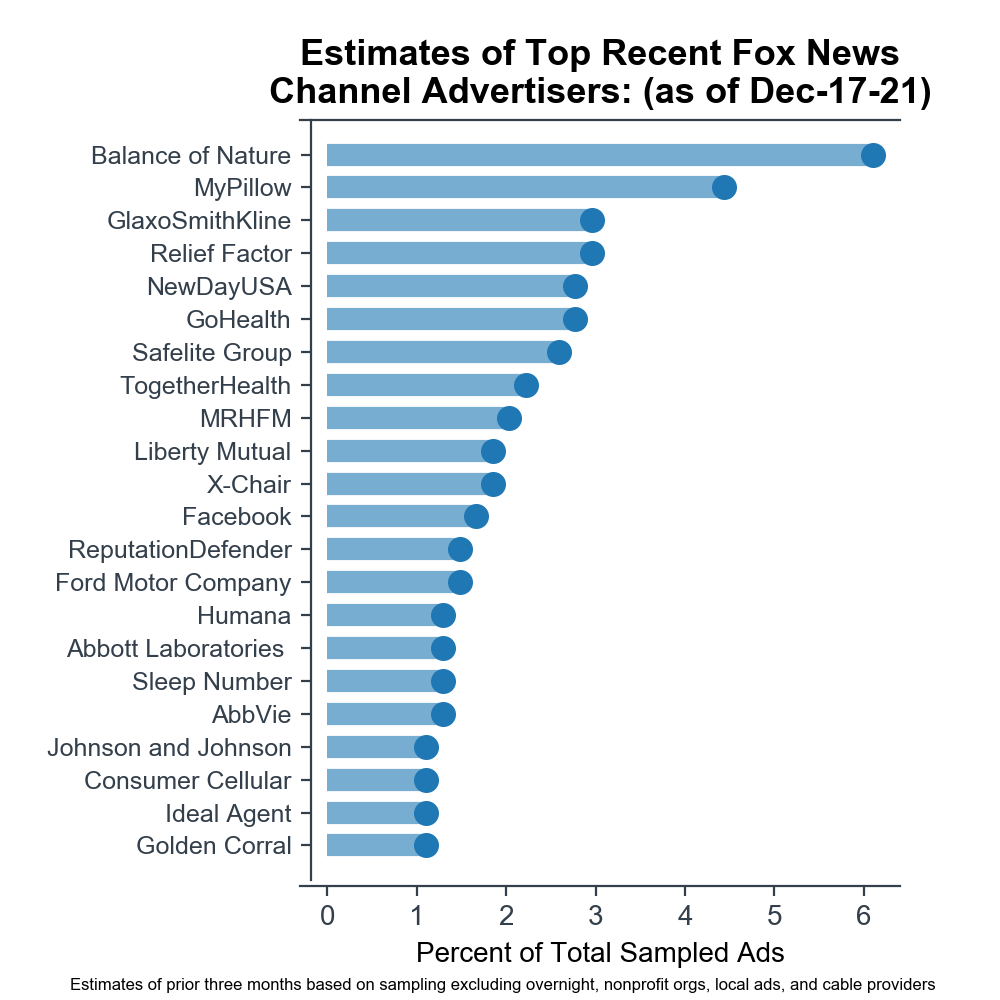 Estimates of Top Recent Fox News
Channel Advertisers: (as of Dec-17-21)
Balance of Nature
MyPillow
GlaxoSmithKline
Relief Factor
NewDayUSA
GoHealth
Safelite Group
TogetherHealth
MRHFM
Liberty Mutual
X-Chair
Facebook
ReputationDefender
Ford Motor Company
Humana
Abbott Laboratories
Sleep Number
AbbVie
Johnson and Johnson
Consumer Cellular
Ideal Agent
Golden Corral
0 1 2 3 4 5 6
Percent of Total Sampled Ads
Estimates of prior three months based on sampling excluding overnight, nonprofit orgs, local ads, and cable providers